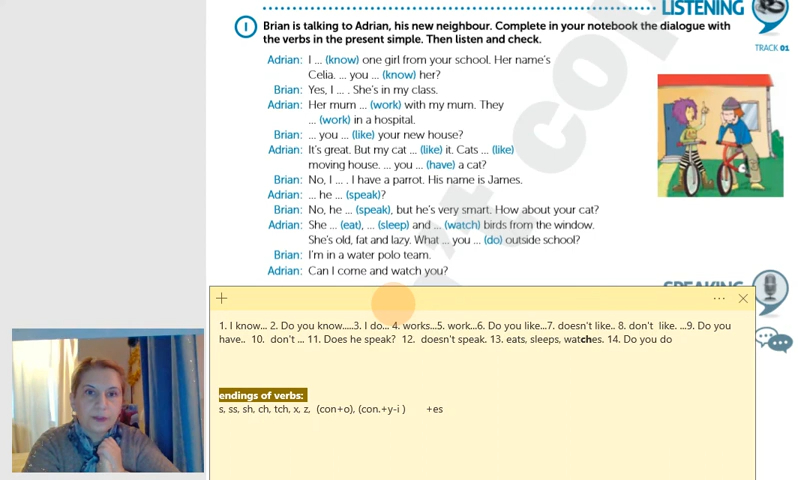 LISTENING
1 Brian is talking to Adrian, his new neighbour. Complete in your notebook the dialogue with
the verbs in the present simple. Then listen and check.
TRACK 01
Adrian: I ... (know) one girl from your school. Her name's
Celia. ... you ... (know) her?
Brian: Yes, I ... . She's in my class.
Adrian: Her mum ... (work) with my mum. They
... (work) in a hospital.
Brian: ... you ... (like) your new house?
Adrian: It's great. But my cat ... (like) it. Cats ... (like)
moving house. ... you ... (have) a cat?
Brian: No, I ... . I have a parrot. His name is James.
Adrian: ... he ... (speak)?
Brian: No, he ... (speak), but he's very smart. How about your cat?
Adrian: She ... (eat), ... (sleep) and ... (watch) birds from the window.
She's old, fat and lazy. What ... you ... (do) outside school?
Brian: I'm in a water polo team.
Adrian: Can I come and watch you?
SPEAKING
1. I know... 2. Do you know.....3. I do... 4. works...5. work...6. Do you like...7. doesn't like.. 8. don't like. ...9. Do you
have.. 10. don't ... 11. Does he speak? 12. doesn't speak. 13. eats, sleeps, watches. 14. Do you do
endings of verbs:
s, ss, sh, ch, tch, x, z, (con+o), (con.+y-i ) +es